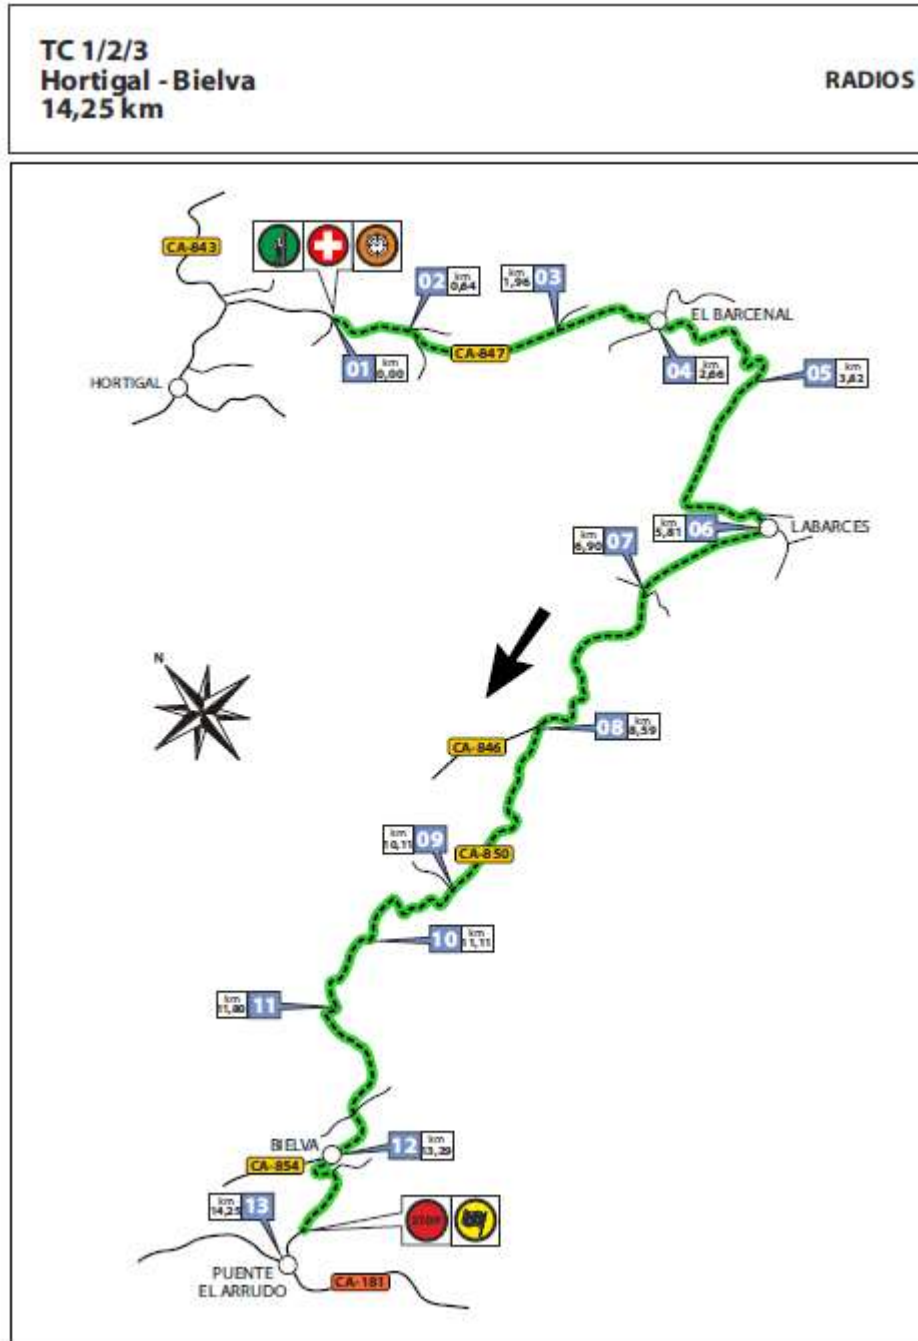 TC 1/2/3
Hortigal - Bielva
14,25 km
RADIOS
CA-843
02 km 0,64
km 1,96 03
EL BARCENAL
CA-847
01 km 0,00
04 km 2,66
05 km 3,62
HORTIGAL
km 5,81 06
LABARCES
km 6,90 07
N
08 km 8,59
CA-846
km 10,11 09
CA-850
10 km 11,11
km 11,80 11
BIELVA
12 km 13,29
CA-854
km 14,25 13
STOP
PUENTE
EL ARRUDO
CA-181